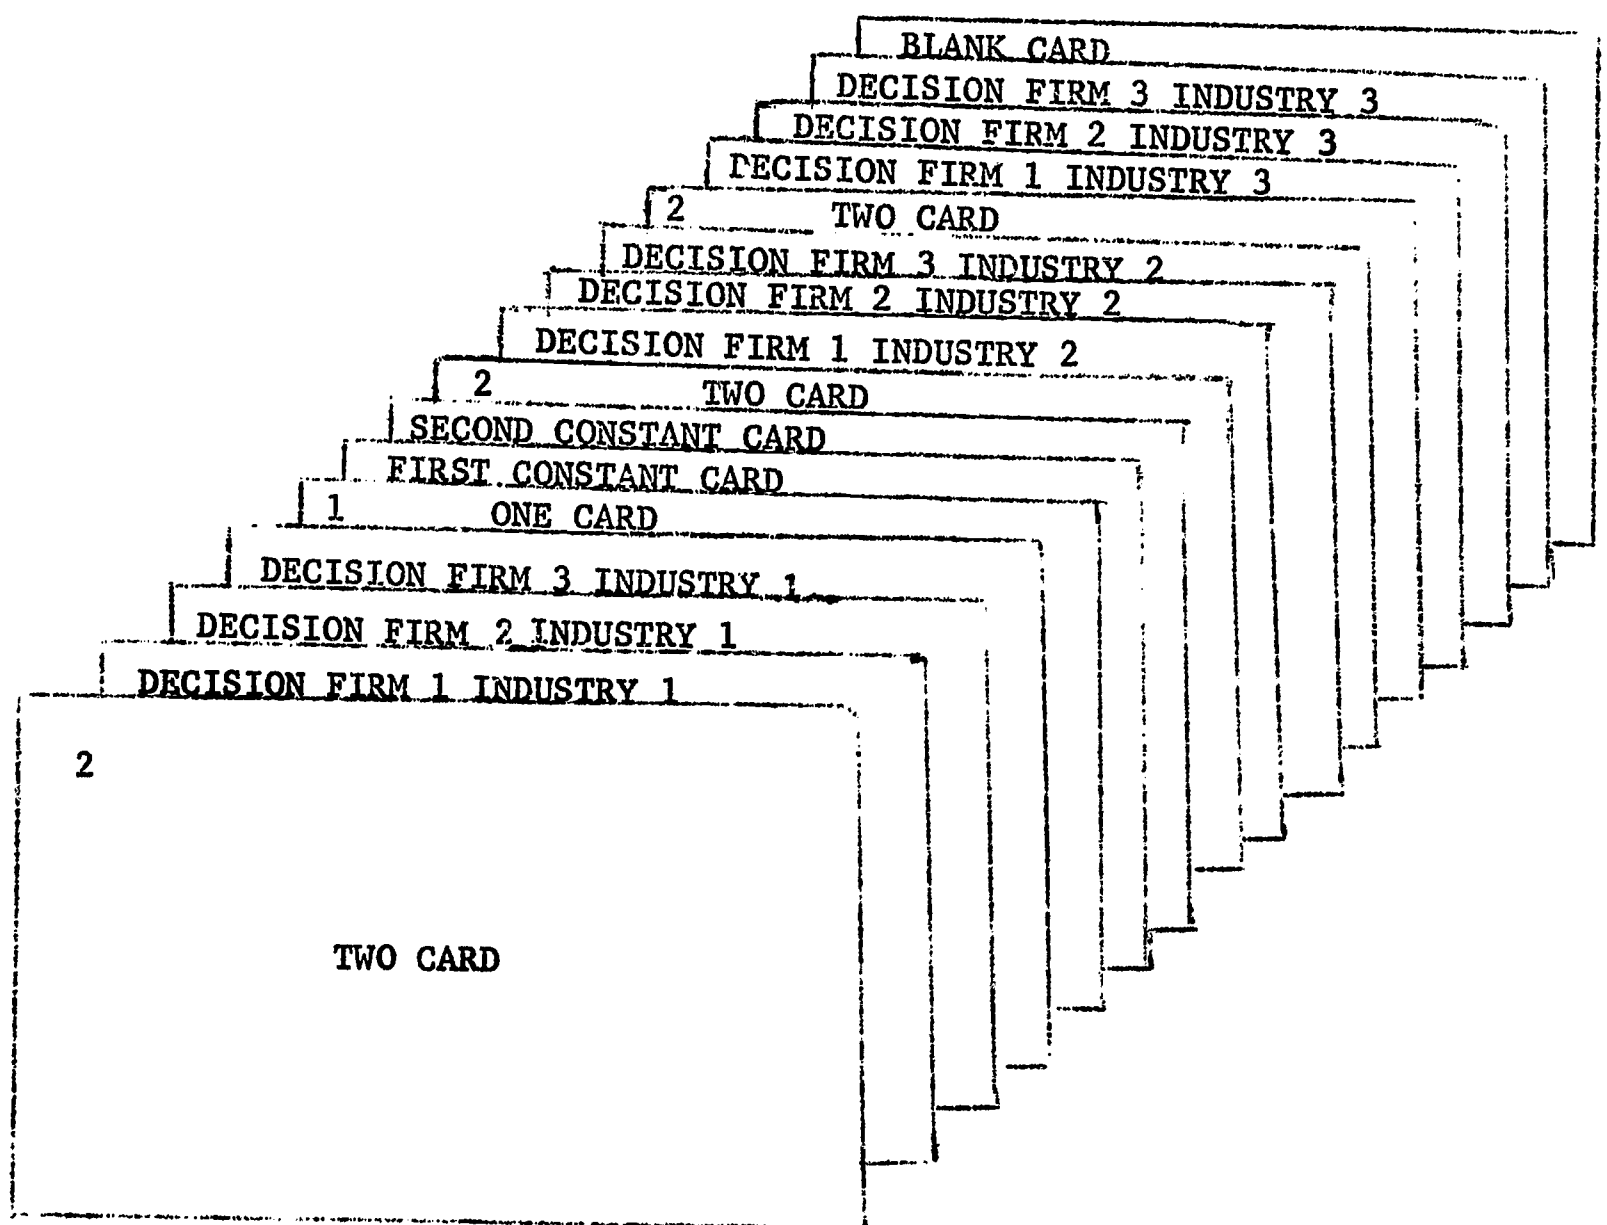 BLANK CARD
DECISION FIRM 3 INDUSTRY 3
DECISION FIRM 2 INDUSTRY 3
DECISION FIRM 1 INDUSTRY 3
2 TWO CARD
DECISION FIRM 3 INDUSTRY 2
DECISION FIRM 2 INDUSTRY 2
DECISION FIRM 1 INDUSTRY 2
2 TWO CARD
SECOND CONSTANT CARD
FIRST CONSTANT CARD
1 ONE CARD
DECISION FIRM 3 INDUSTRY 1
DECISION FIRM 2 INDUSTRY 1
DECISION FIRM 1 INDUSTRY 1
2
TWO CARD